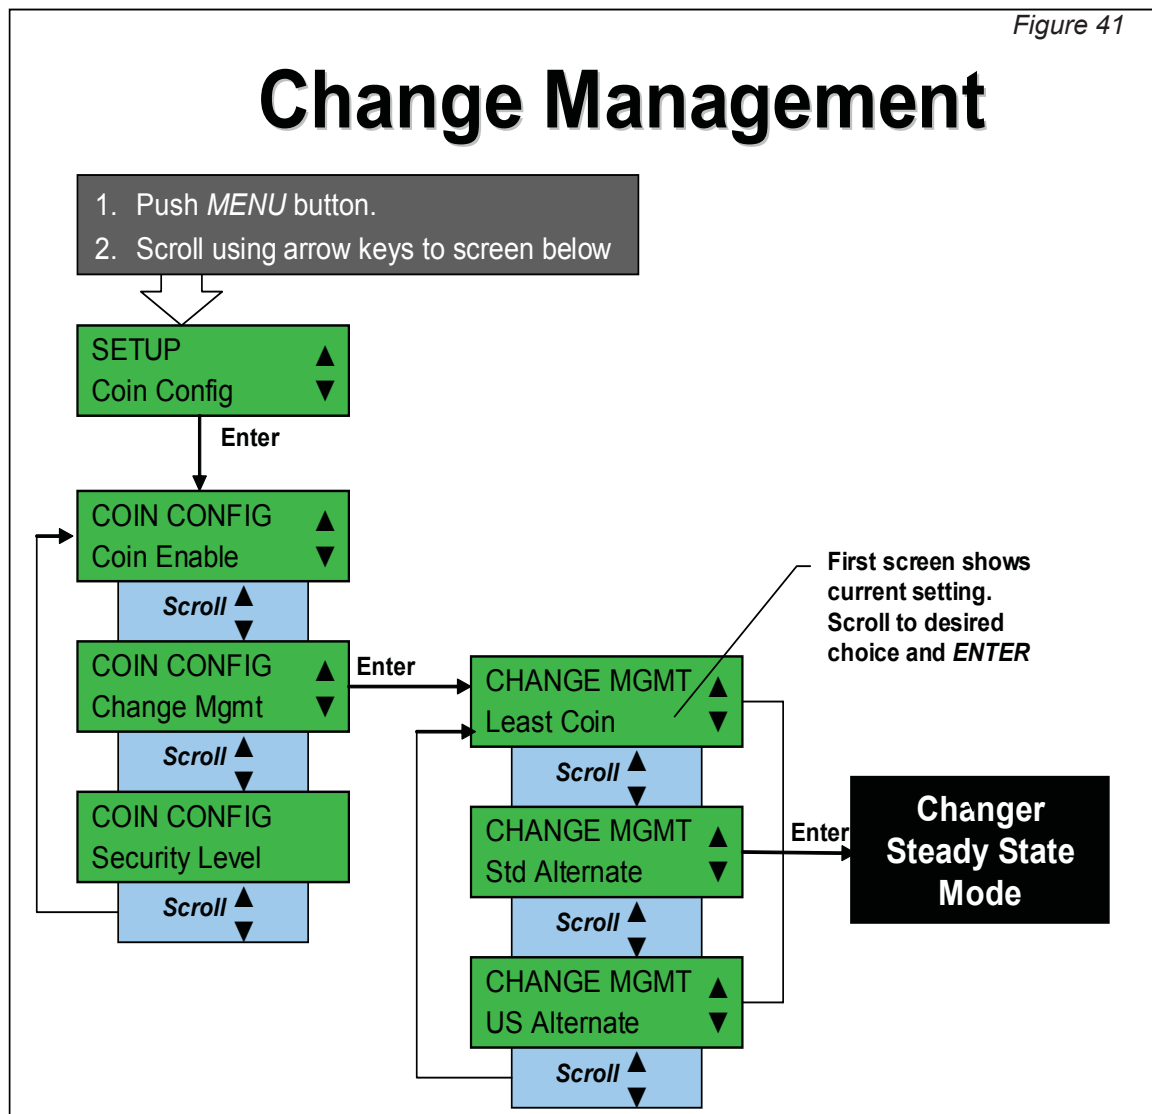 Figure 41
Change Management
1. Push MENU button.
2. Scroll using arrow keys to screen below
SETUP
Coin Config
Enter
COIN CONFIG
Coin Enable
Scroll
COIN CONFIG
Change Mgmt
Enter
Scroll
COIN CONFIG
Security Level
Scroll
First screen shows
current setting.
Scroll to desired
choice and ENTER
CHANGE MGMT
Least Coin
Scroll
CHANGE MGMT
Std Alternate
Enter
Scroll
CHANGE MGMT
US Alternate
Scroll
Changer
Steady State
Mode